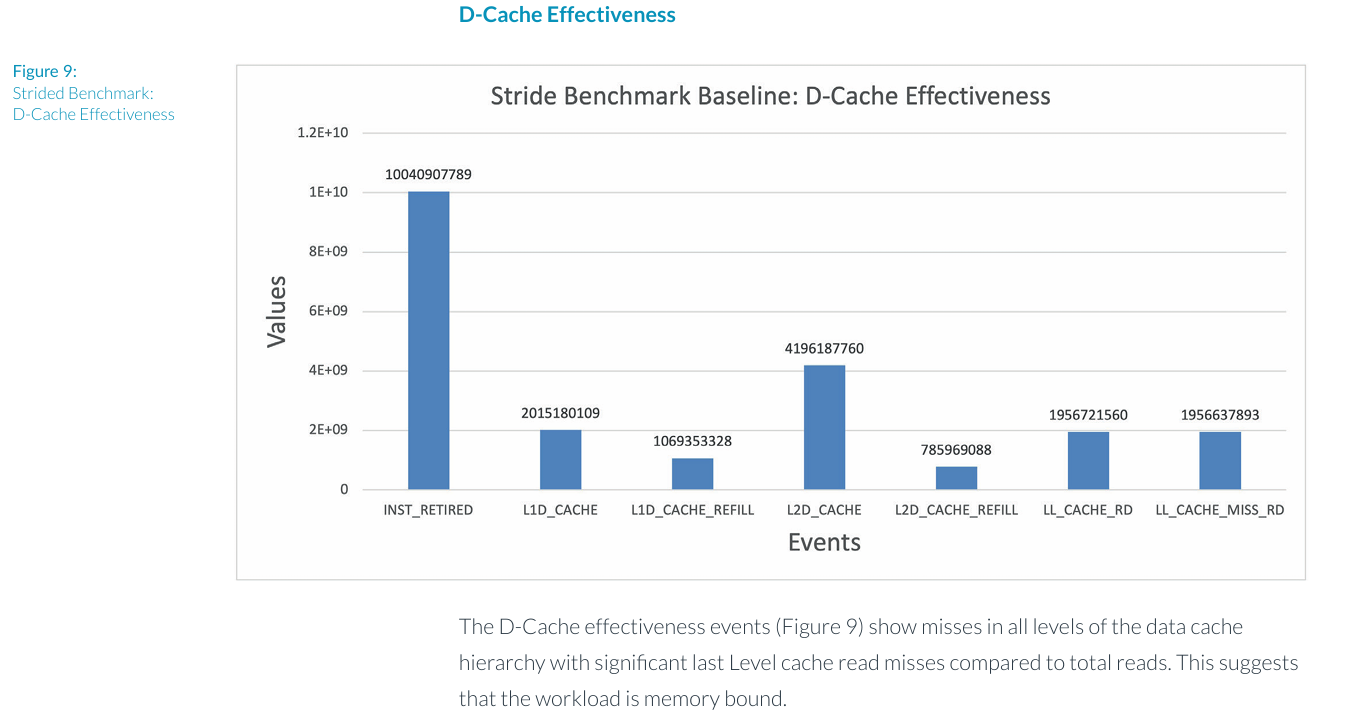 D-Cache Effectiveness
Figure 9:
Strided Benchmark:
D-Cache Effectiveness
Stride Benchmark Baseline: D-Cache Effectiveness
1.2E+10
1E+10
8E+09
6E+09
4E+09
2E+09
0
Values
10040907789
2015180109
1069353328
4196187760
785969088
1956721560
1956637893
INST_RETIRED
L1D_CACHE
L1D_CACHE_REFILL
L2D_CACHE
L2D_CACHE_REFILL
LL_CACHE_RD
LL_CACHE_MISS_RD
Events
The D-Cache effectiveness events (Figure 9) show misses in all levels of the data cache
hierarchy with significant last Level cache read misses compared to total reads. This suggests
that the workload is memory bound.